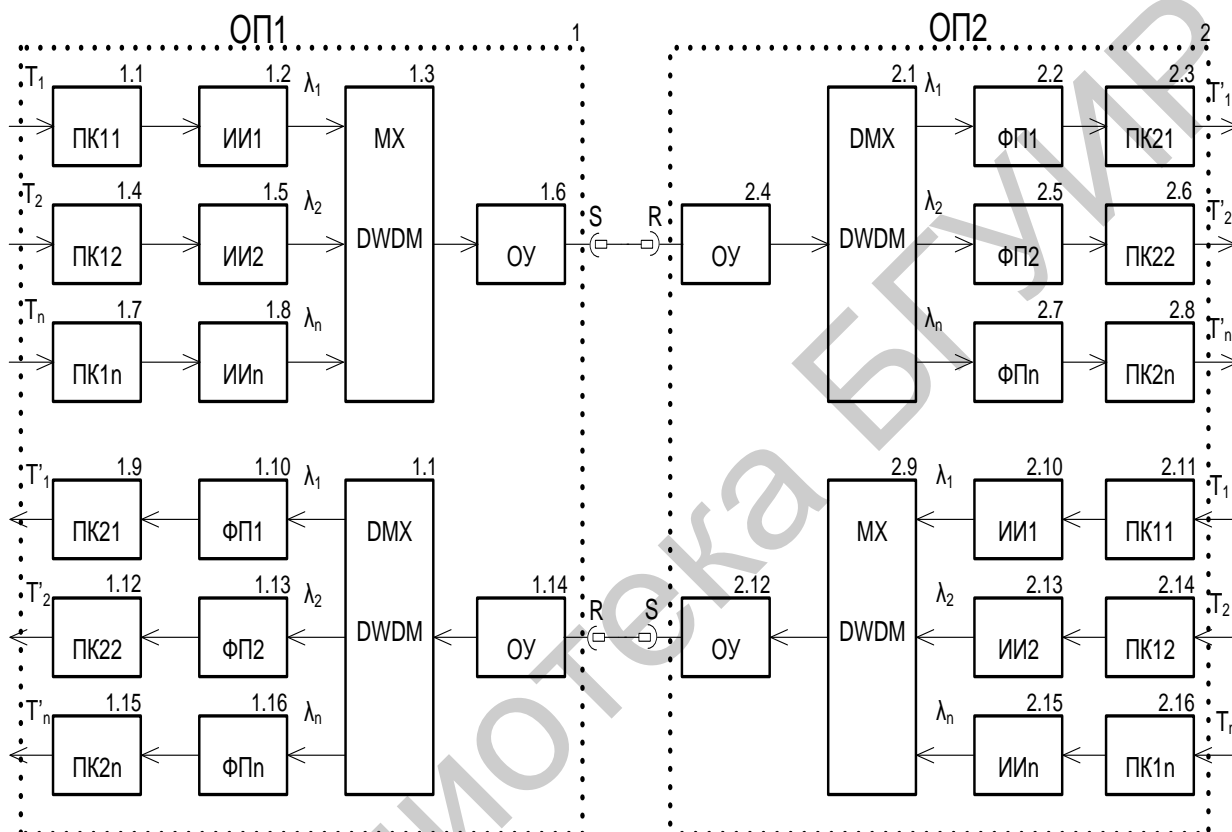 ОП1 1
T₁ 1.1 1.2 λ₁ 1.3
ПК11 ИИ1 MX
T₂ 1.4 1.5 λ₂ 1.6 S
ПК12 ИИ2 DWDM ОУ
Tₙ 1.7 1.8 λₙ
ПК1n ИИn
T'₁ 1.9 1.10 λ₁ 1.1
ПК21 ФП1 DMX
T'₂ 1.12 1.13 λ₂ 1.14 R
ПК22 ФП2 DWDM ОУ
T'ₙ 1.15 1.16 λₙ
ПК2n ФПn
ОП2 2
2.1 λ₁ 2.2 2.3 T'₁
DMX ФП1 ПК21
R 2.4 λ₂ 2.5 2.6 T'₂
ОУ DWDM ФП2 ПК22
λₙ 2.7 2.8 T'ₙ
ФПn ПК2n
2.9 λ₁ 2.10 2.11 T₁
MX ИИ1 ПК11
S 2.12 λ₂ 2.13 2.14 T₂
ОУ DWDM ИИ2 ПК12
λₙ 2.15 2.16 Tₙ
ИИn ПК1n
иотека БГУИР